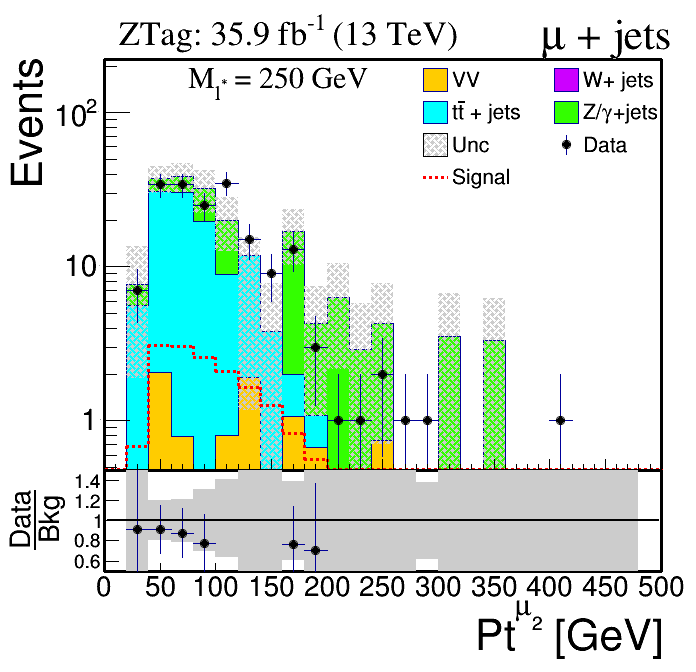 ZTag: 35.9 fb⁻¹ (13 TeV)
μ + jets
M_l* = 250 GeV
VV
W+ jets
tt̄ + jets
Z/γ+jets
Unc
Data
Signal
Events
10²
10
1
Data
Bkg
1.4
1.2
1
0.8
0.6
0 50 100 150 200 250 300 350 400 450 500
Pt^μ_2 [GeV]